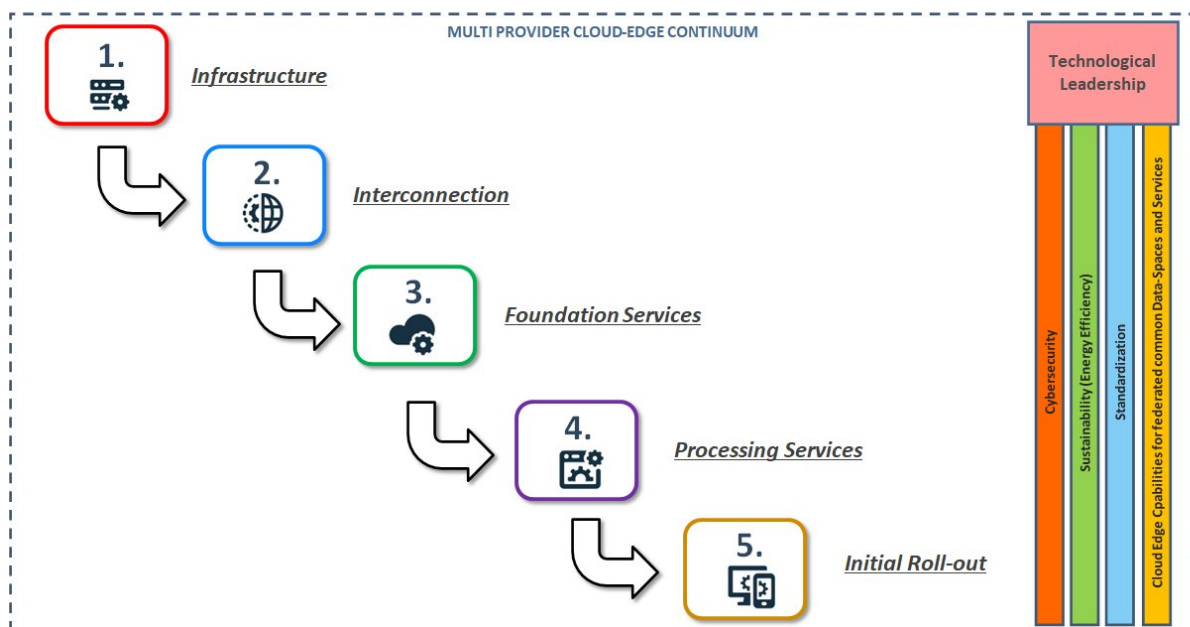 MULTI PROVIDER CLOUD-EDGE CONTINUUM
1.
Infrastructure
2.
Interconnection
3.
Foundation Services
4.
Processing Services
5.
Initial Roll-out
Technological
Leadership
Cybersecurity
Sustainability (Energy Efficiency)
Standardization
Cloud Edge Cpabilities for federated common Data-Spaces and Services